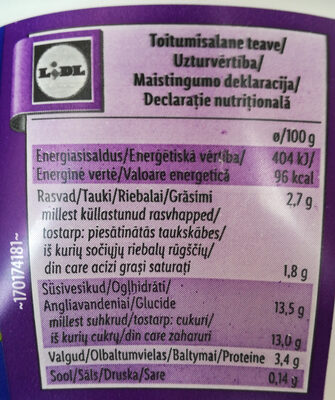 LIDL
Toitumisalane teave/
Uzturvērtība/
Maistingumo deklaracija/
Declarație nutrițională
ø/100 g
Energiasisaldus/Enerģētiskā vērtība/ 404 kJ/
Energinė vertė/Valoare energetică 96 kcal
Rasvad/Tauki/Riebalai/Grăsimi 2,7 g
millest küllastunud rasvhapped/
tostarp: piesātinātās taukskābes/
iš kurių sočiųjų riebalų rūgščių/
din care acizi grași saturați 1,8 g
Süsivesikud/Ogļhidrāti/
Angliavandeniai/Glucide 13,5 g
millest suhkrud/tostarp: cukuri/
iš kurių cukrų/din care zaharuri 13,0 g
Valgud/Olbaltumvielas/Baltymai/Proteine 3,4 g
Sool/Sāls/Druska/Sare 0,14 g
~170174181~